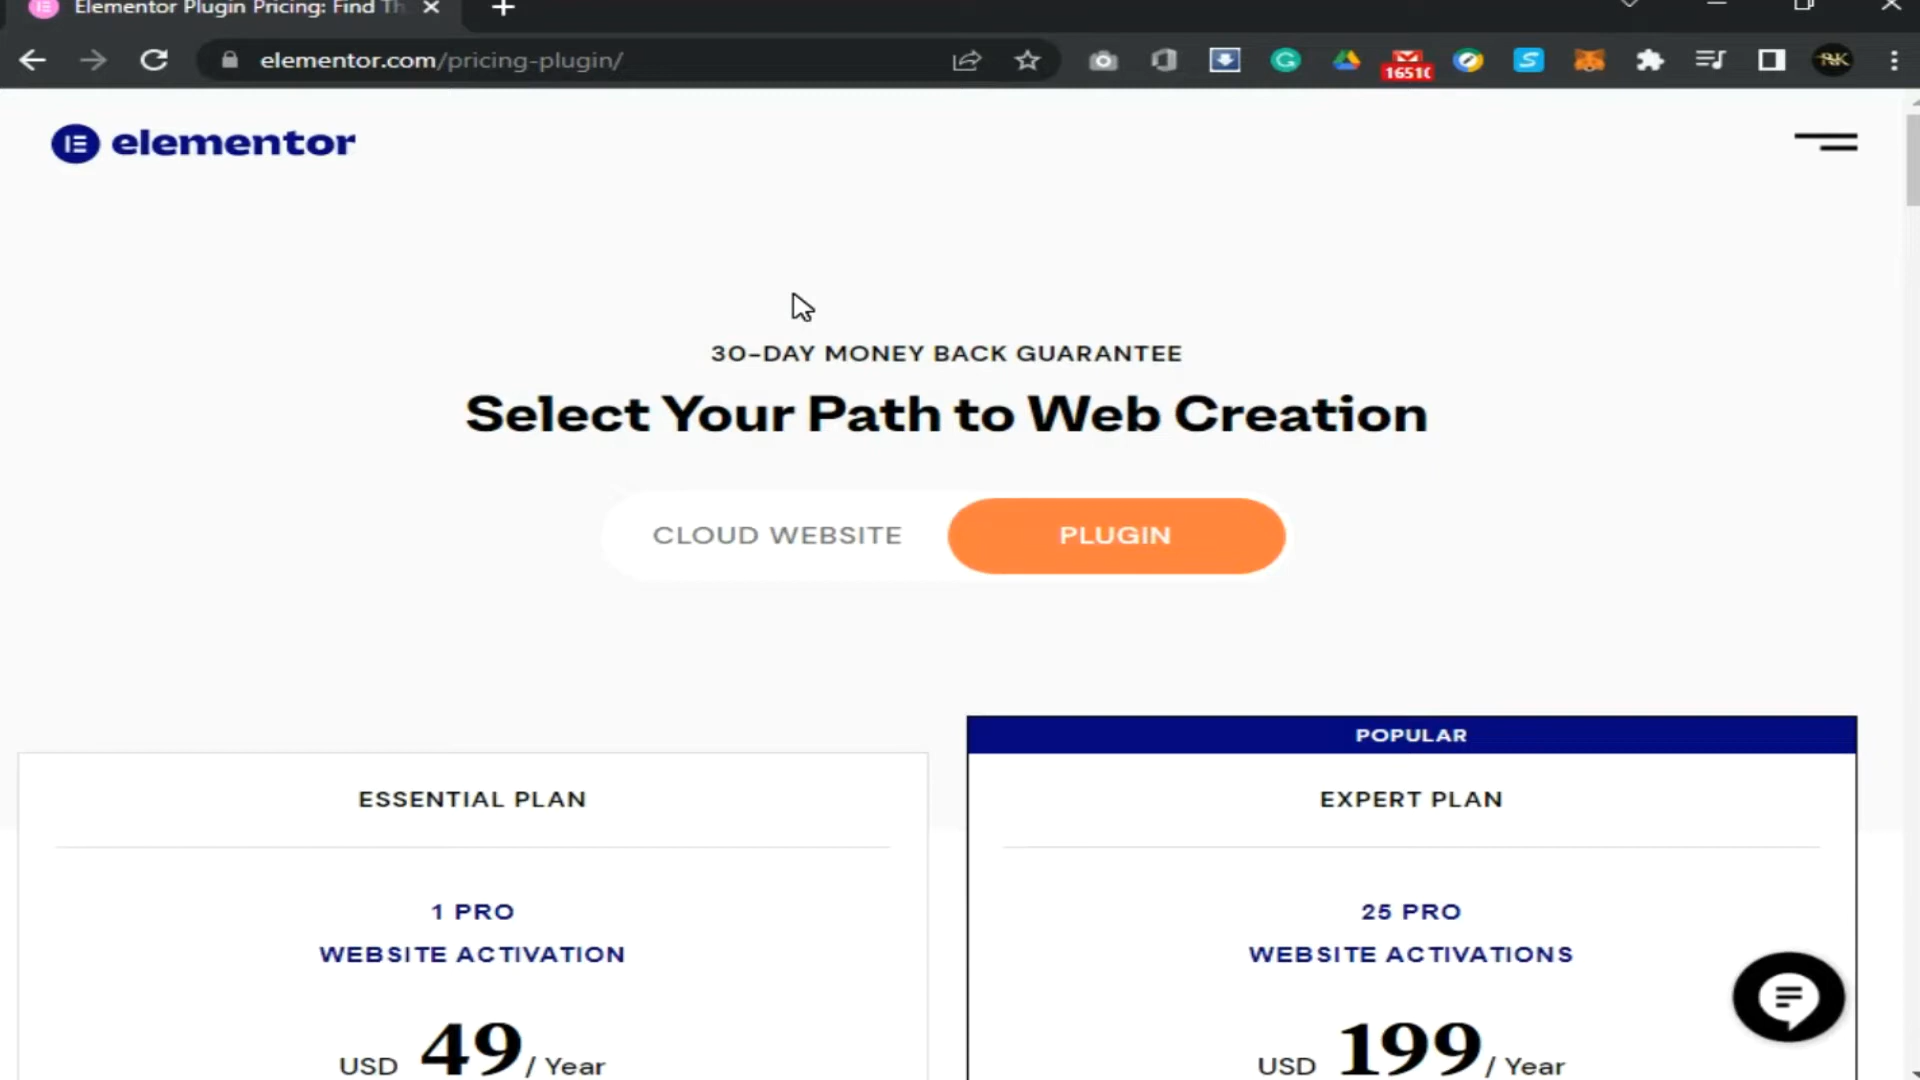 Elementor Plugin Pricing: Find Th
elementor.com/pricing-plugin/
1651
RK
elementor
30-DAY MONEY BACK GUARANTEE
Select Your Path to Web Creation
CLOUD WEBSITE
PLUGIN
POPULAR
ESSENTIAL PLAN
EXPERT PLAN
1 PRO
WEBSITE ACTIVATION
25 PRO
WEBSITE ACTIVATIONS
USD 49/ Year
USD 199/ Year